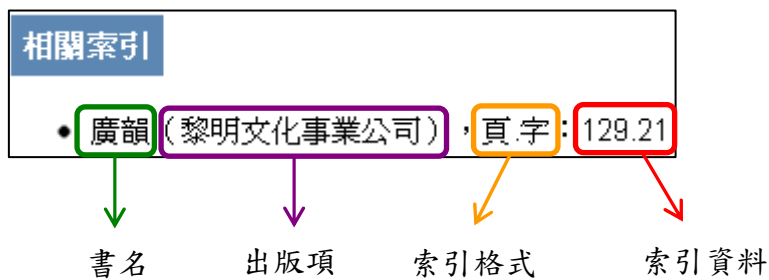 相關索引
• 廣韻（黎明文化事業公司），頁.字：129.21
書名 出版項 索引格式 索引資料